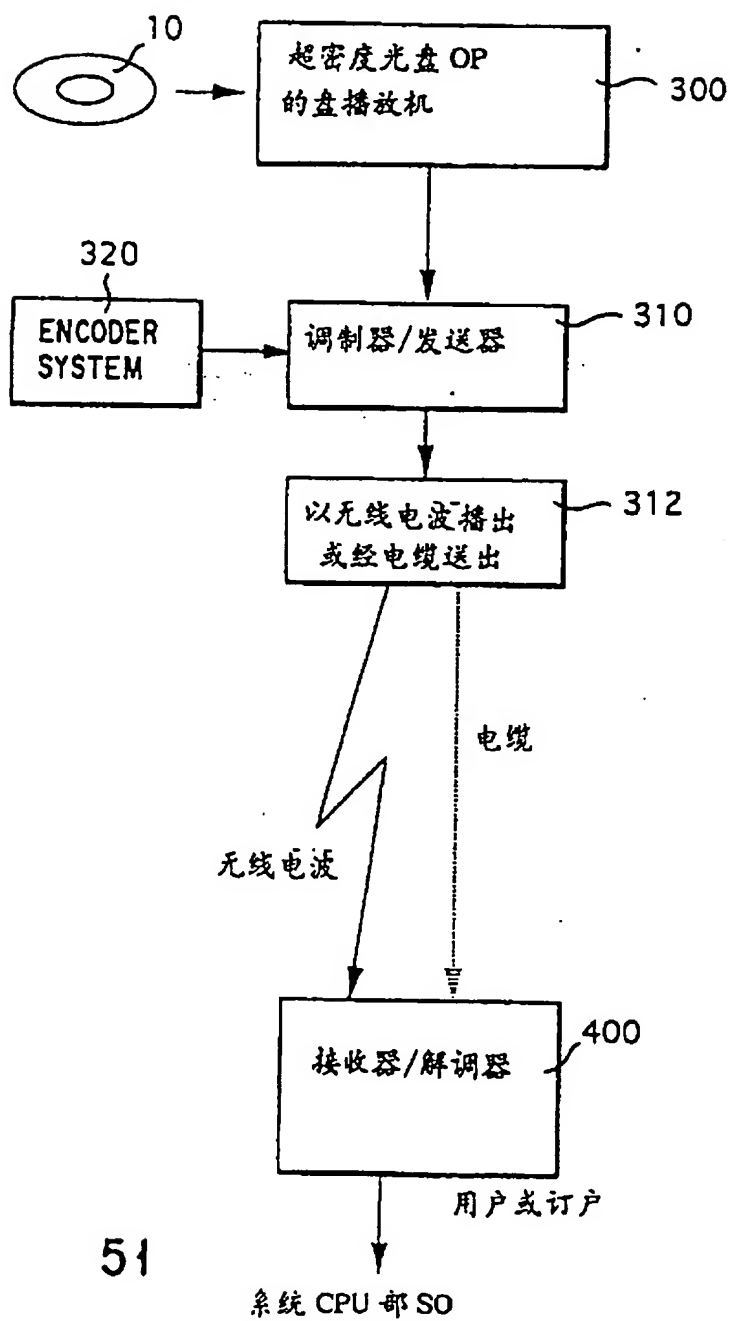 10
超密度光盘 OP
的盘播放机
300
320
ENCODER
SYSTEM
调制器/发送器
310
以无线电波播出
或经电缆送出
312
电缆
无线电波
接收器/解调器
400
用户或订户
51
系统 CPU 部 SO